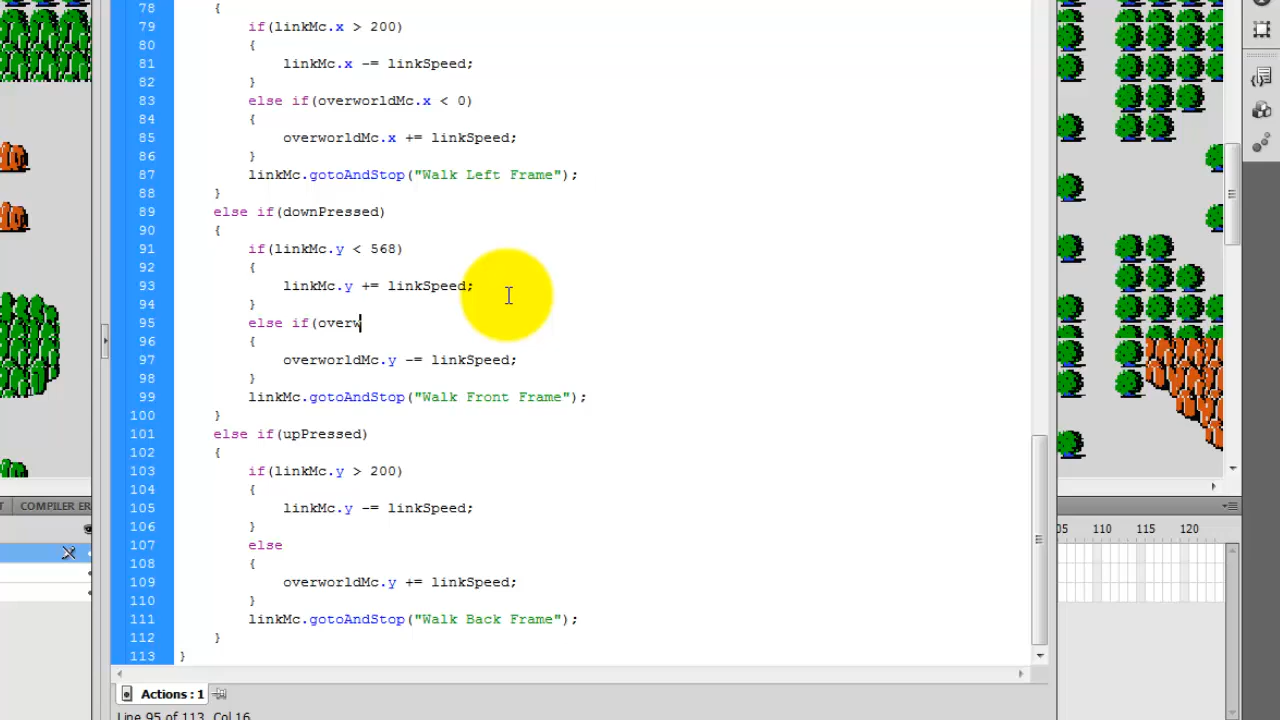 78 {
79 if(linkMc.x > 200)
80 {
81 linkMc.x -= linkSpeed;
82 }
83 else if(overworldMc.x < 0)
84 {
85 overworldMc.x += linkSpeed;
86 }
87 linkMc.gotoAndStop("Walk Left Frame");
88 }
89 else if(downPressed)
90 {
91 if(linkMc.y < 568)
92 {
93 linkMc.y += linkSpeed;
94 }
95 else if(overw
96 {
97 overworldMc.y -= linkSpeed;
98 }
99 linkMc.gotoAndStop("Walk Front Frame");
100 }
101 else if(upPressed)
102 {
103 if(linkMc.y > 200)
104 {
105 linkMc.y -= linkSpeed;
106 }
107 else
108 {
109 overworldMc.y += linkSpeed;
110 }
111 linkMc.gotoAndStop("Walk Back Frame");
112 }
113 }
T COMPILER ER
05 110 115 120
Actions : 1
Line 95 of 113, Col 16